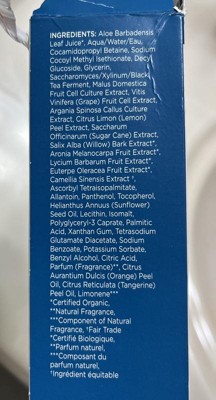 INGREDIENTS: Aloe Barbadensis
Leaf Juice*, Aqua/Water/Eau,
Cocamidopropyl Betaine, Sodium
Cocoyl Methyl Isethionate, Decyl
Glucoside, Glycerin,
Saccharomyces/Xylinum/Black
Tea Ferment, Malus Domestica
Fruit Cell Culture Extract, Vitis
Vinifera (Grape) Fruit Cell Extract,
Argania Spinosa Callus Culture
Extract, Citrus Limon (Lemon)
Peel Extract, Saccharum
Officinarum (Sugar Cane) Extract,
Salix Alba (Willow) Bark Extract*,
Aronia Melanocarpa Fruit Extract*,
Lycium Barbarum Fruit Extract*,
Euterpe Oleracea Fruit Extract*,
Camellia Sinensis Extract †,
Ascorbyl Tetraisopalmitate,
Allantoin, Panthenol, Tocopherol,
Helianthus Annuus (Sunflower)
Seed Oil, Lecithin, Isomalt,
Polyglyceryl-3 Caprate, Palmitic
Acid, Xanthan Gum, Tetrasodium
Glutamate Diacetate, Sodium
Benzoate, Potassium Sorbate,
Benzyl Alcohol, Citric Acid,
Parfum (Fragrance)**, Citrus
Aurantium Dulcis (Orange) Peel
Oil, Citrus Reticulata (Tangerine)
Peel Oil, Limonene***
*Certified Organic,
**Natural Fragrance,
***Component of Natural
Fragrance, †Fair Trade
*Certifié Biologique,
**Parfum naturel,
***Composant du
parfum naturel,
†Ingrédient équitable